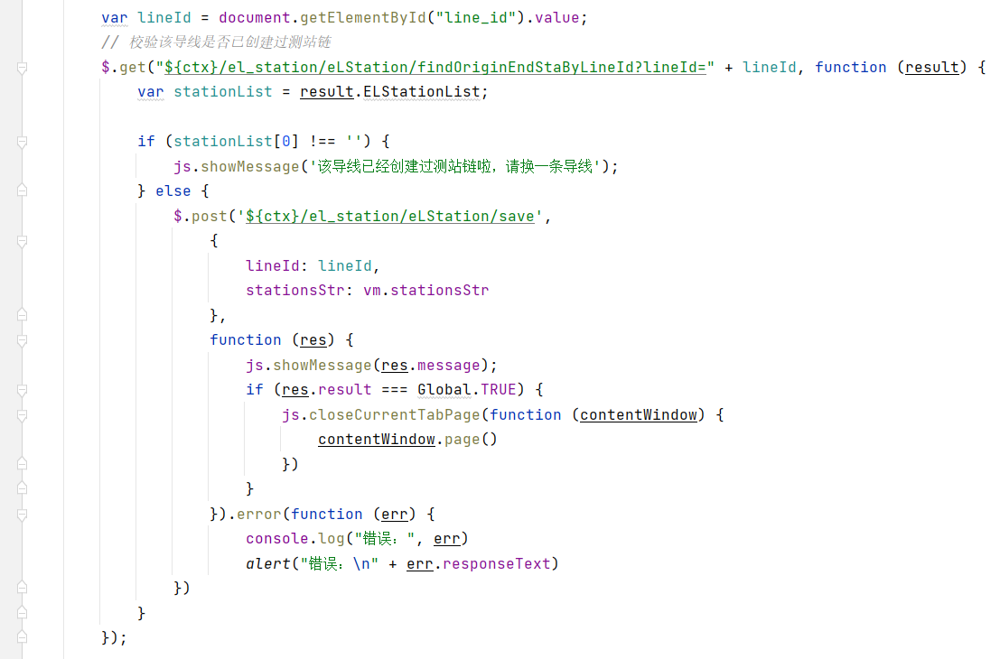 var lineId = document.getElementById("line_id").value;
// 校验该导线是否已创建过测站链
$.get("${ctx}/el_station/eLStation/findOriginEndStaByLineId?lineId=" + lineId, function (result) {
var stationList = result.ELStationList;
if (stationList[0] !== '') {
js.showMessage('该导线已经创建过测站链啦，请换一条导线');
} else {
$.post('${ctx}/el_station/eLStation/save',
{
lineId: lineId,
stationsStr: vm.stationsStr
},
function (res) {
js.showMessage(res.message);
if (res.result === Global.TRUE) {
js.closeCurrentTabPage(function (contentWindow) {
contentWindow.page()
})
}
}).error(function (err) {
console.log("错误：", err)
alert("错误：\n" + err.responseText)
})
}
});